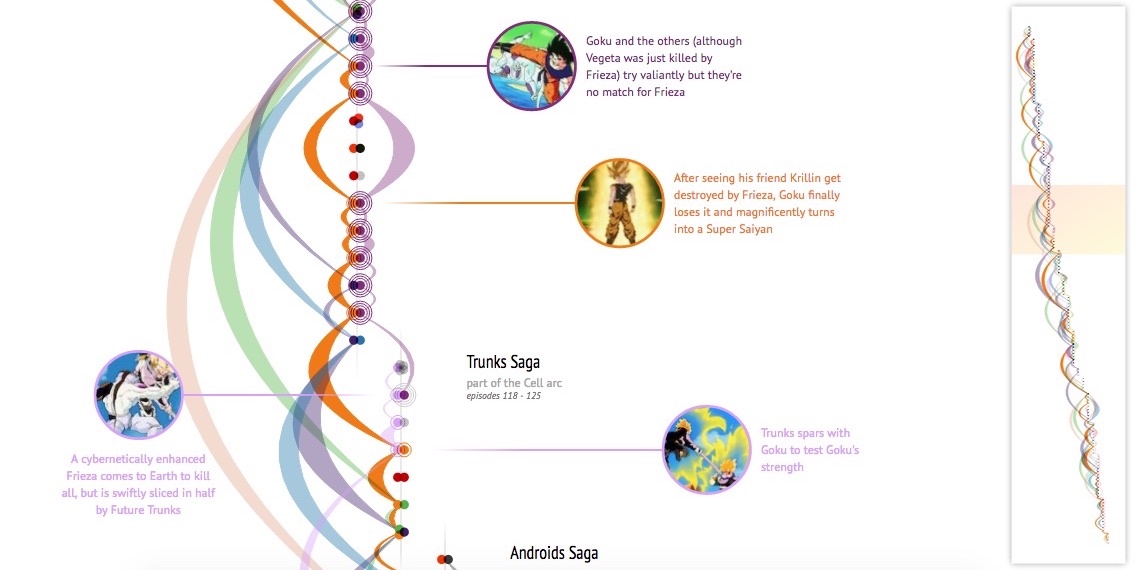 Goku and the others (although
Vegeta was just killed by
Frieza) try valiantly but they're
no match for Frieza
After seeing his friend Krillin get
destroyed by Frieza, Goku finally
loses it and magnificently turns
into a Super Saiyan
Trunks Saga
part of the Cell arc
episodes 118 - 125
Trunks spars with
Goku to test Goku's
strength
A cybernetically enhanced
Frieza comes to Earth to kill
all, but is swiftly sliced in half
by Future Trunks
Androids Saga